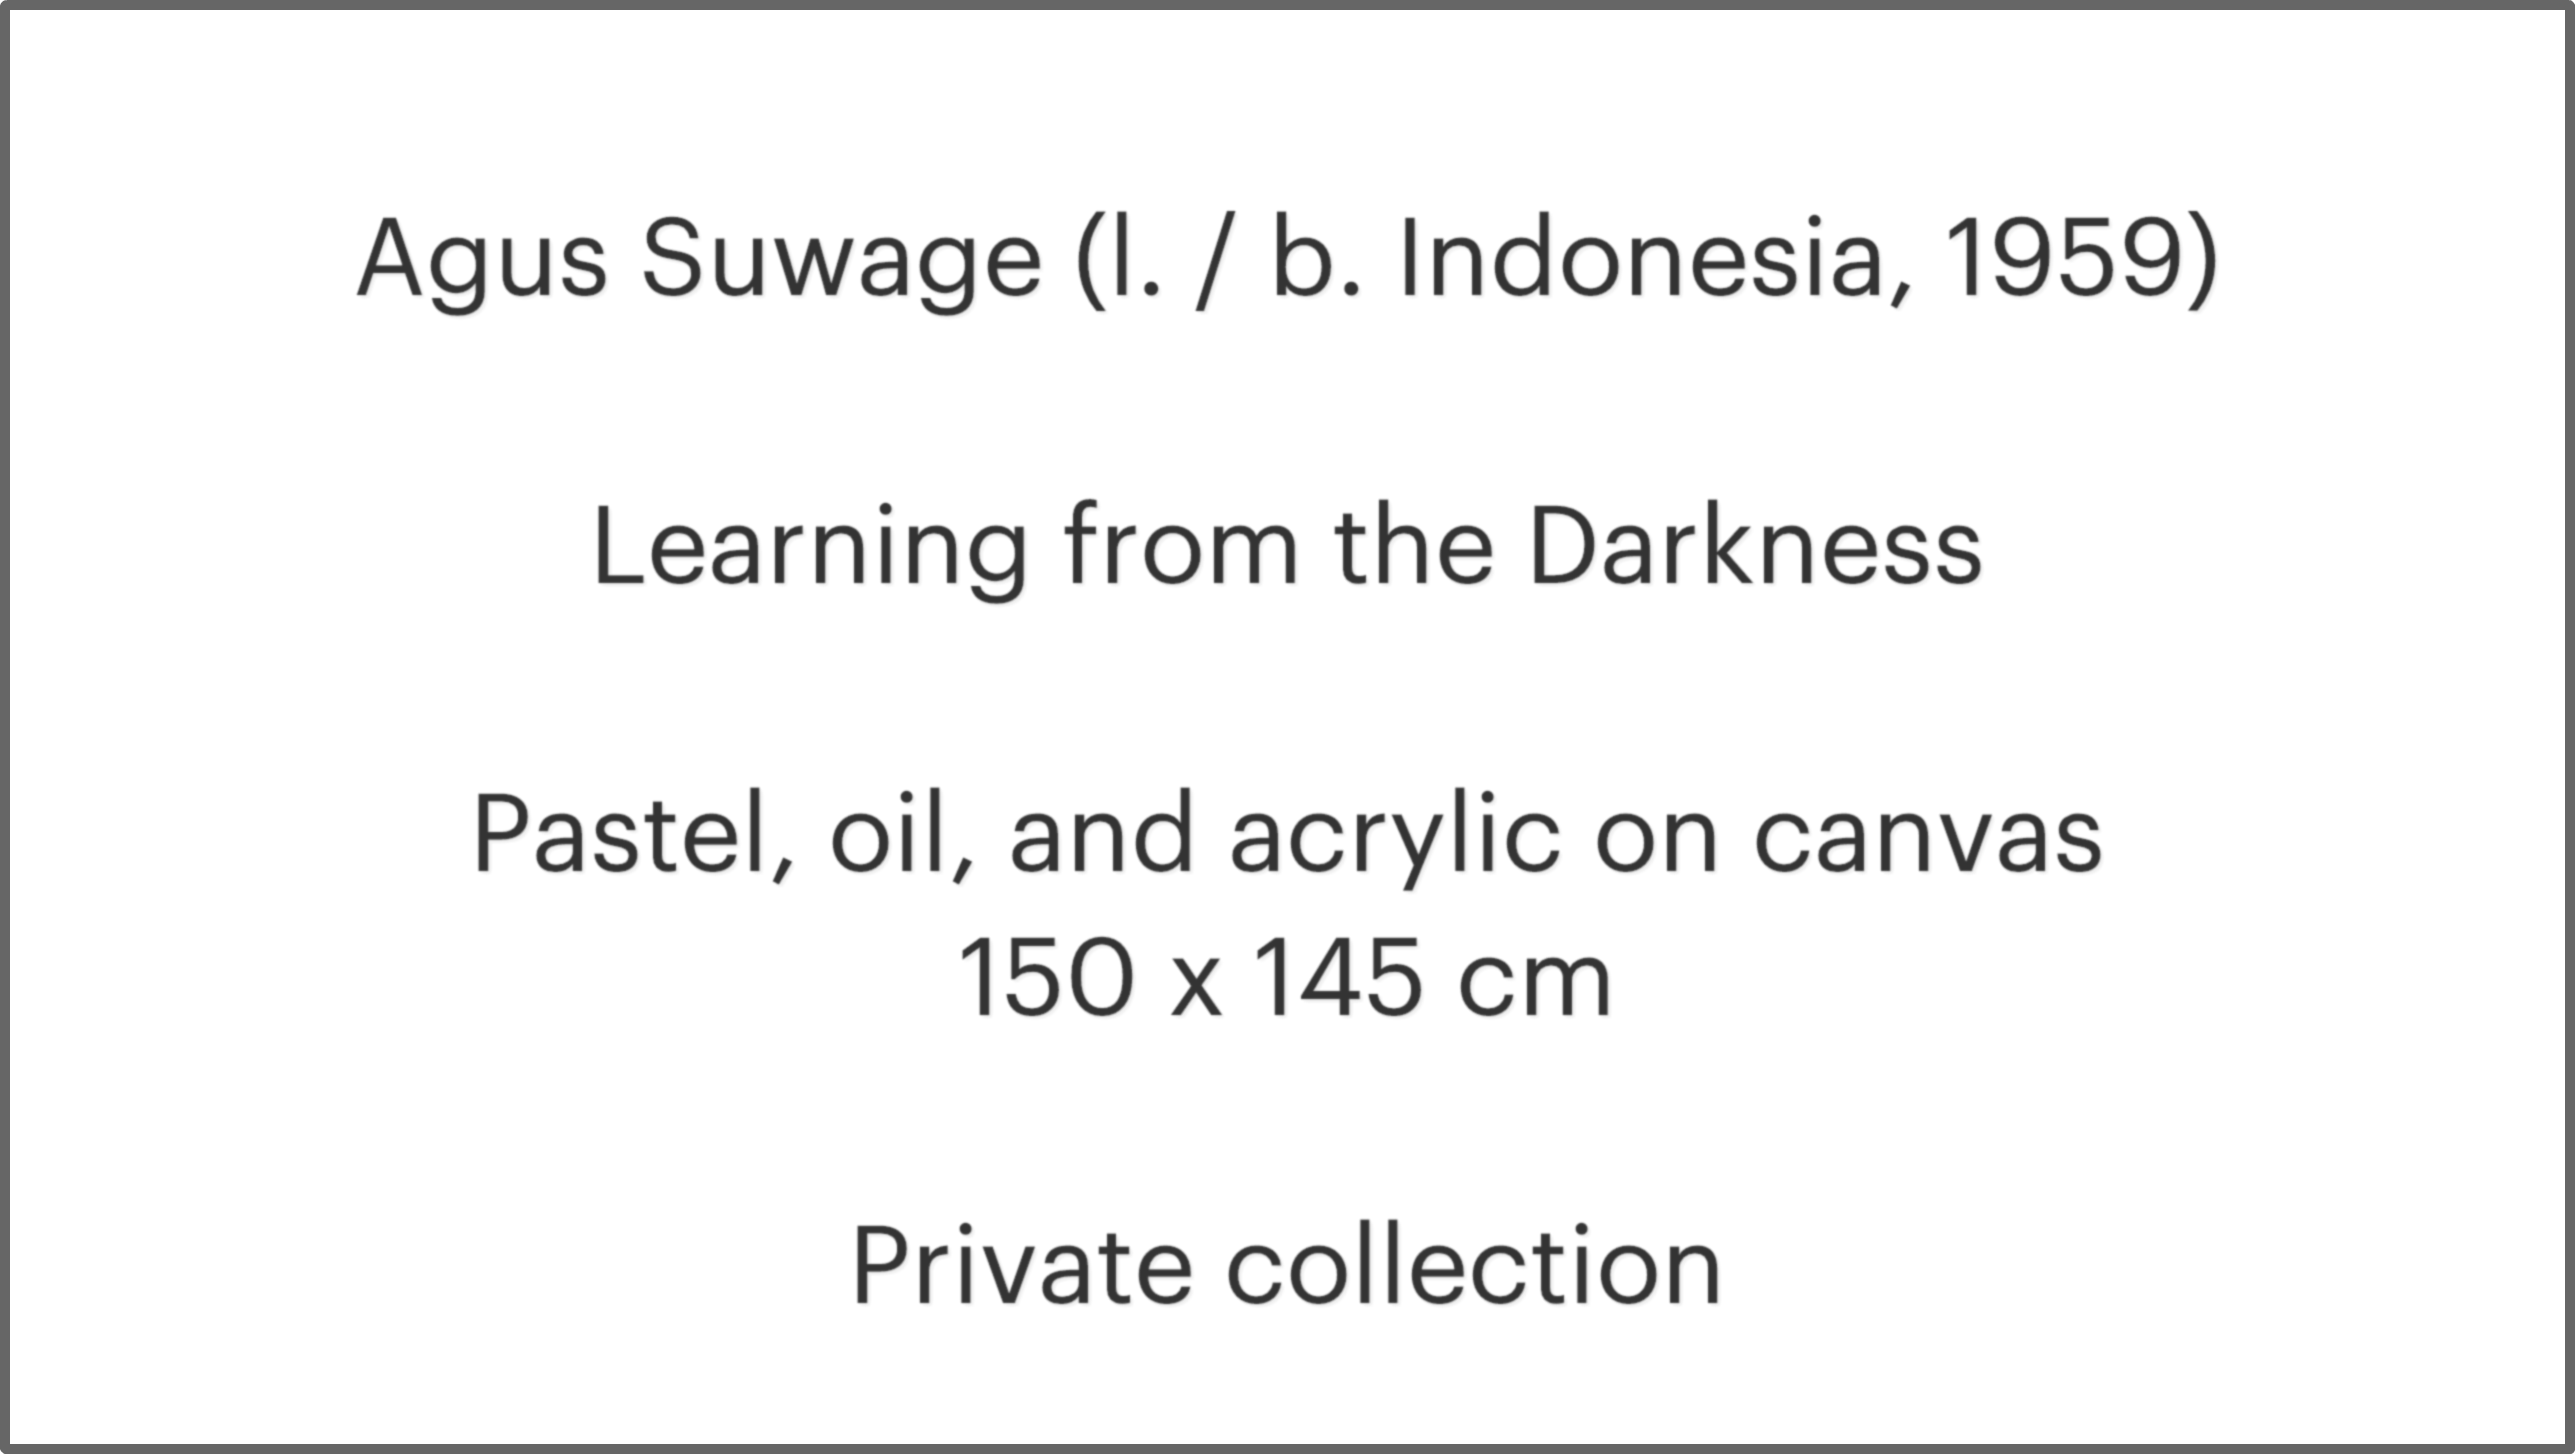 Agus Suwage (l. / b. Indonesia, 1959)
Learning from the Darkness
Pastel, oil, and acrylic on canvas
150 x 145 cm
Private collection